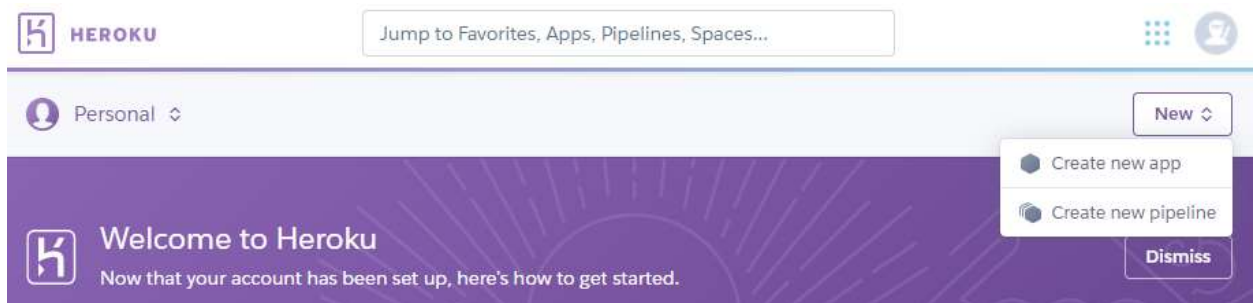 HEROKU
Jump to Favorites, Apps, Pipelines, Spaces...
Personal
New
Create new app
Create new pipeline
Welcome to Heroku
Now that your account has been set up, here's how to get started.
Dismiss